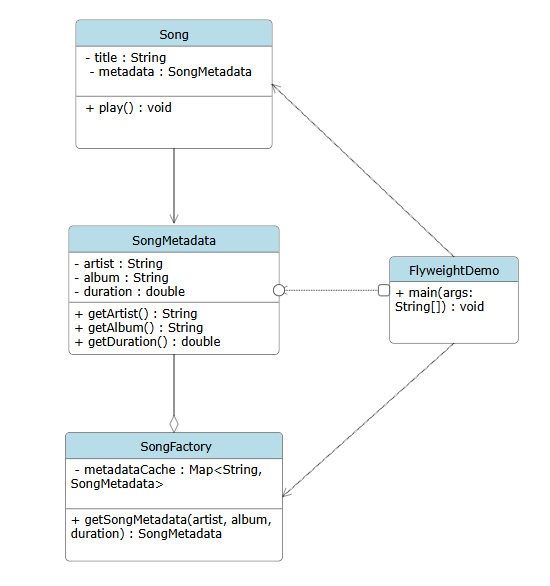 Song
- title : String
- metadata : SongMetadata
+ play() : void
SongMetadata
- artist : String
- album : String
- duration : double
+ getArtist() : String
+ getAlbum() : String
+ getDuration() : double
FlyweightDemo
+ main(args:
String[]) : void
SongFactory
- metadataCache : Map<String,
SongMetadata>
+ getSongMetadata(artist, album,
duration) : SongMetadata